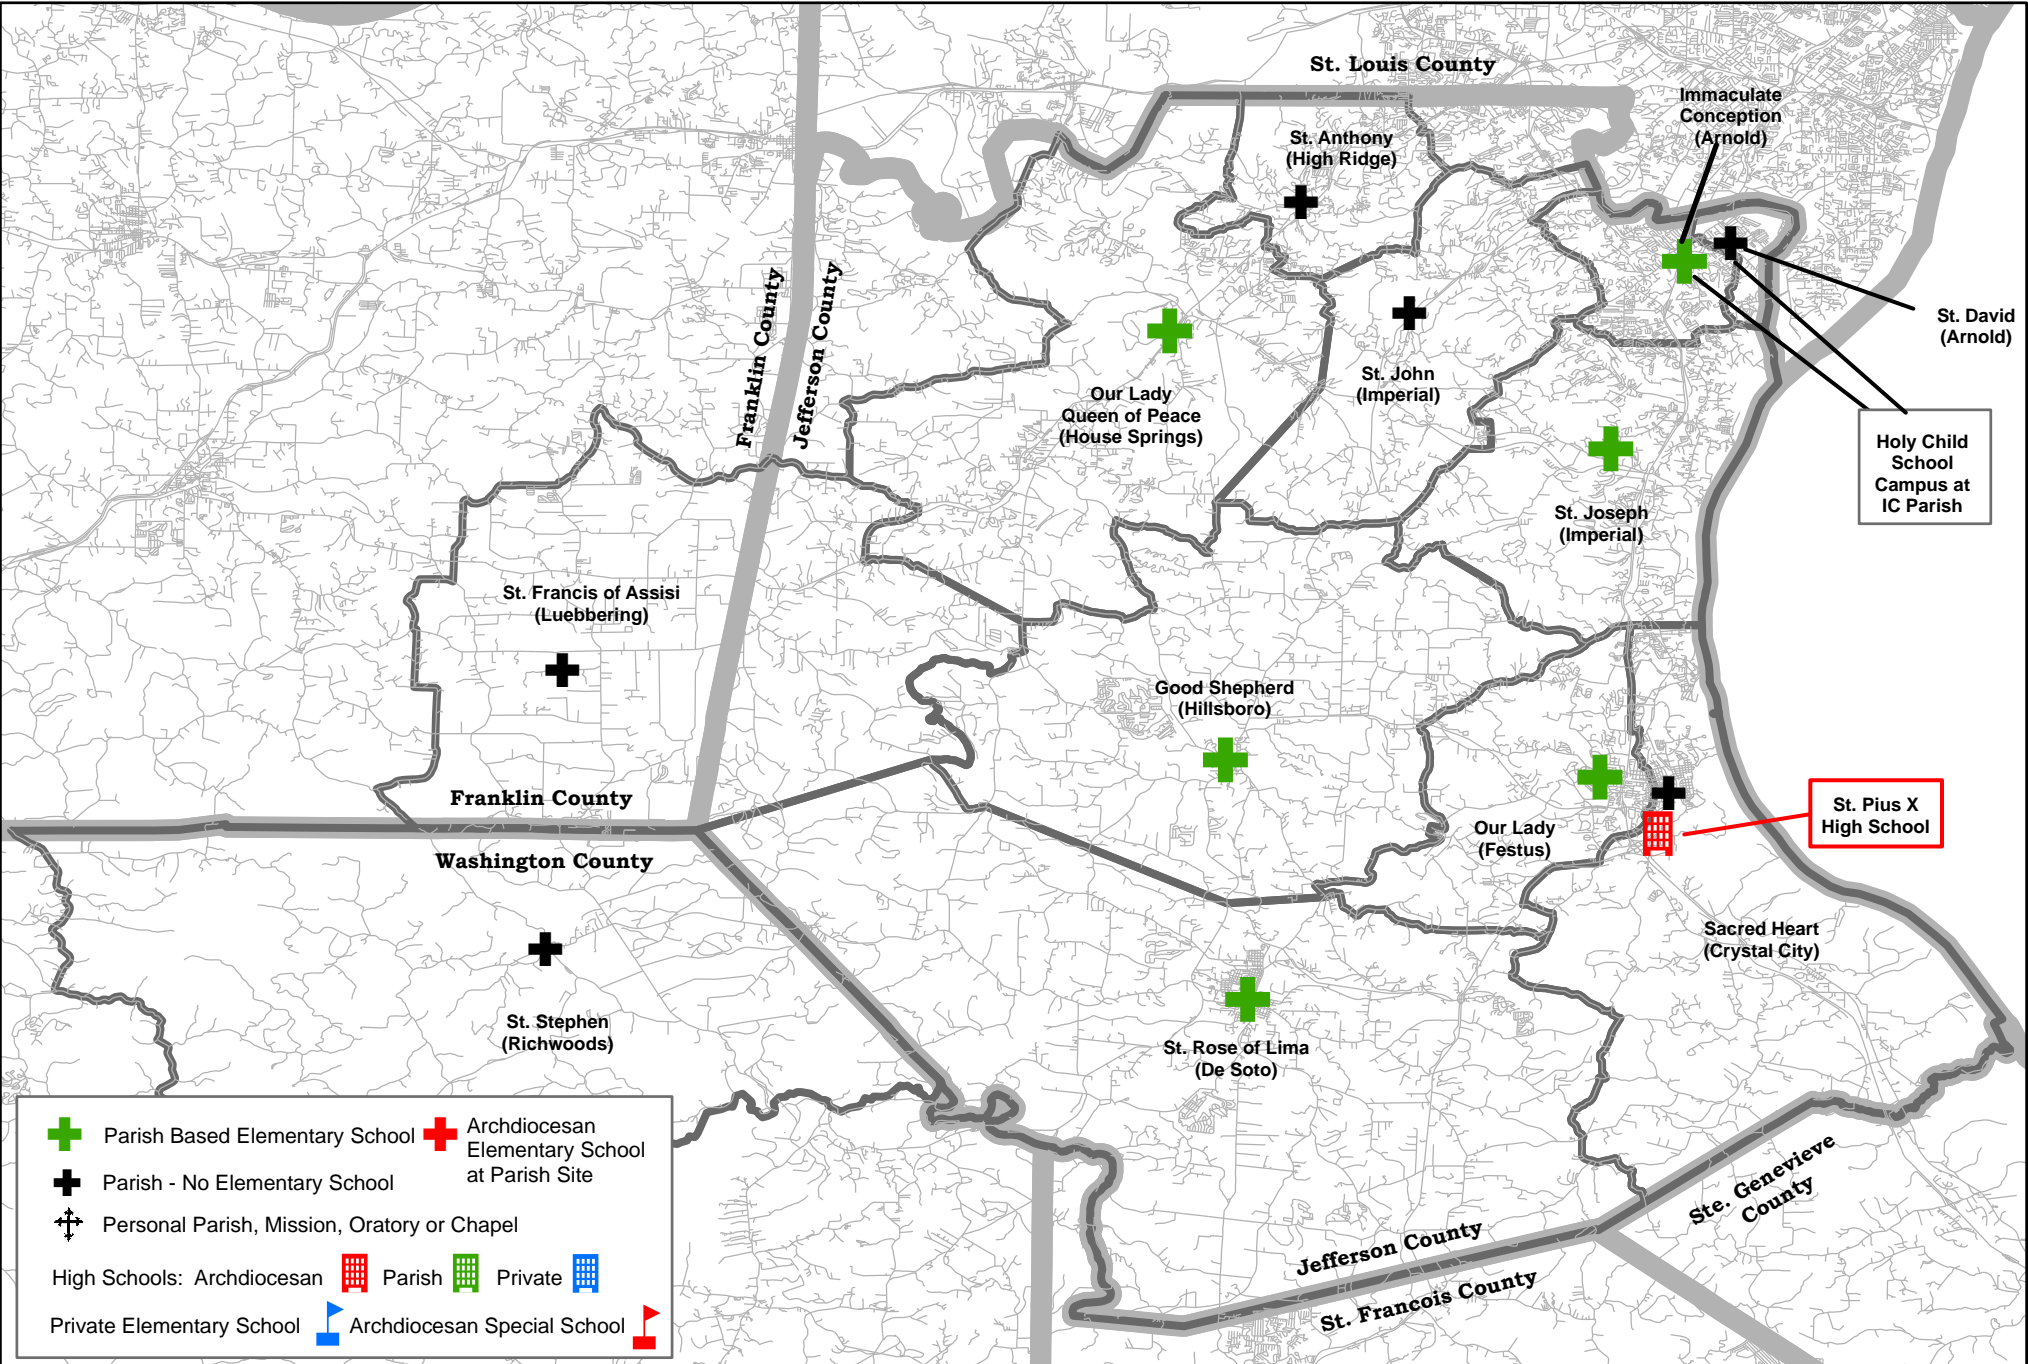 St. Louis County
Immaculate
Conception
(Arnold)
St. Anthony
(High Ridge)
St. David
(Arnold)
Franklin County
Jefferson County
Our Lady
Queen of Peace
(House Springs)
St. John
(Imperial)
Holy Child
School
Campus at
IC Parish
St. Joseph
(Imperial)
St. Francis of Assisi
(Luebbering)
Good Shepherd
(Hillsboro)
Franklin County
Washington County
Our Lady
(Festus)
St. Pius X
High School
Sacred Heart
(Crystal City)
St. Stephen
(Richwoods)
St. Rose of Lima
(De Soto)
Ste. Genevieve
County
Jefferson County
St. Francois County
Parish Based Elementary School
Archdiocesan
Elementary School
at Parish Site
Parish - No Elementary School
Personal Parish, Mission, Oratory or Chapel
High Schools: Archdiocesan Parish Private
Private Elementary School Archdiocesan Special School